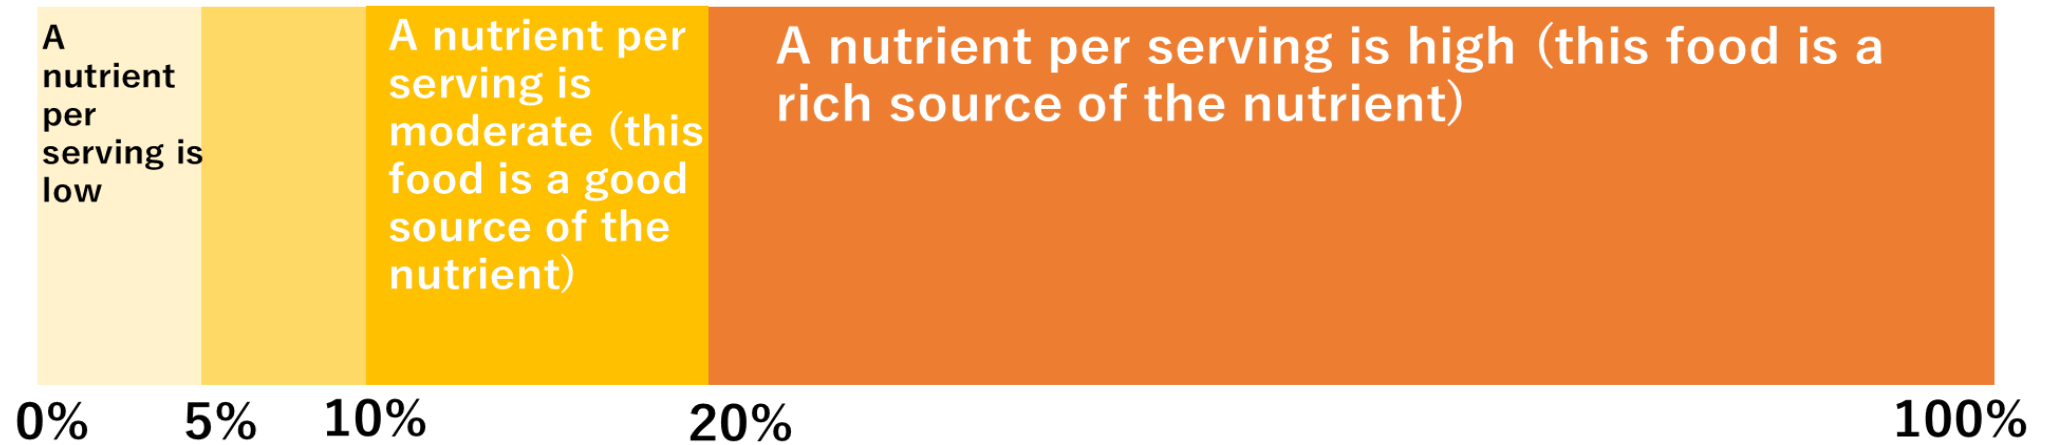 A
nutrient
per
serving is
low
A nutrient per
serving is
moderate (this
food is a good
source of the
nutrient)
A nutrient per serving is high (this food is a
rich source of the nutrient)
0%
5%
10%
20%
100%